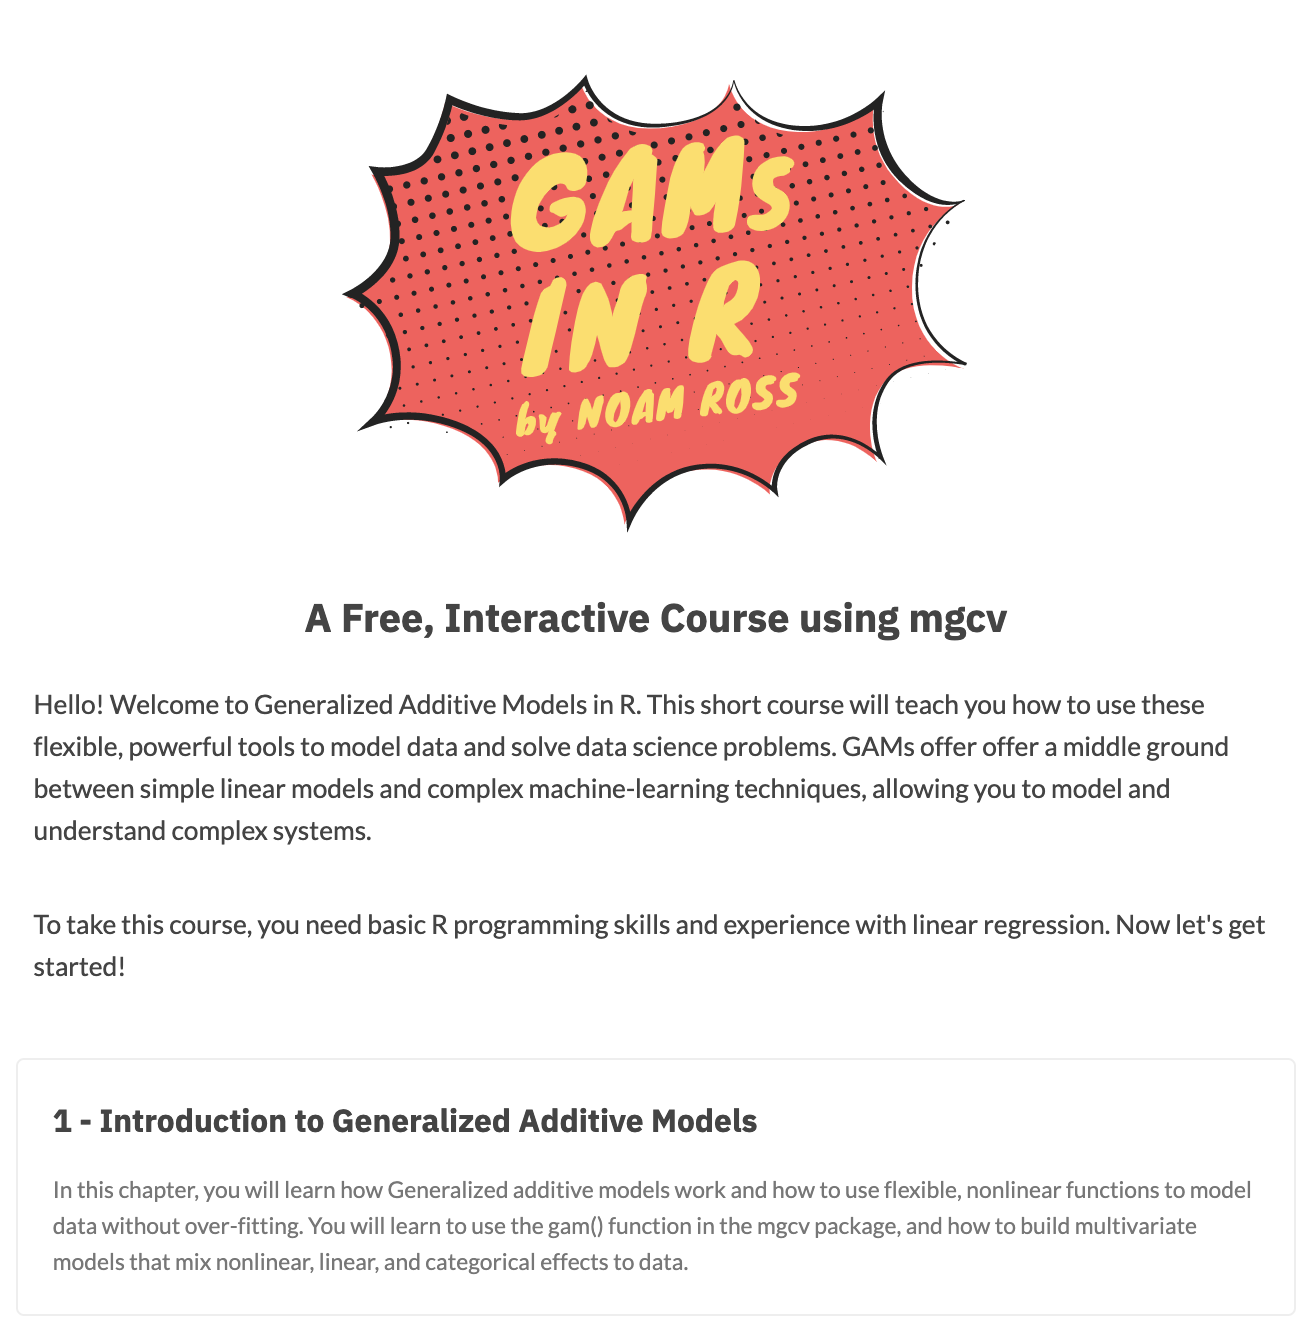 GAMs
IN R
by NOAM ROSS
A Free, Interactive Course using mgcv
Hello! Welcome to Generalized Additive Models in R. This short course will teach you how to use these
flexible, powerful tools to model data and solve data science problems. GAMs offer offer a middle ground
between simple linear models and complex machine-learning techniques, allowing you to model and
understand complex systems.
To take this course, you need basic R programming skills and experience with linear regression. Now let's get
started!
1 - Introduction to Generalized Additive Models
In this chapter, you will learn how Generalized additive models work and how to use flexible, nonlinear functions to model
data without over-fitting. You will learn to use the gam() function in the mgcv package, and how to build multivariate
models that mix nonlinear, linear, and categorical effects to data.